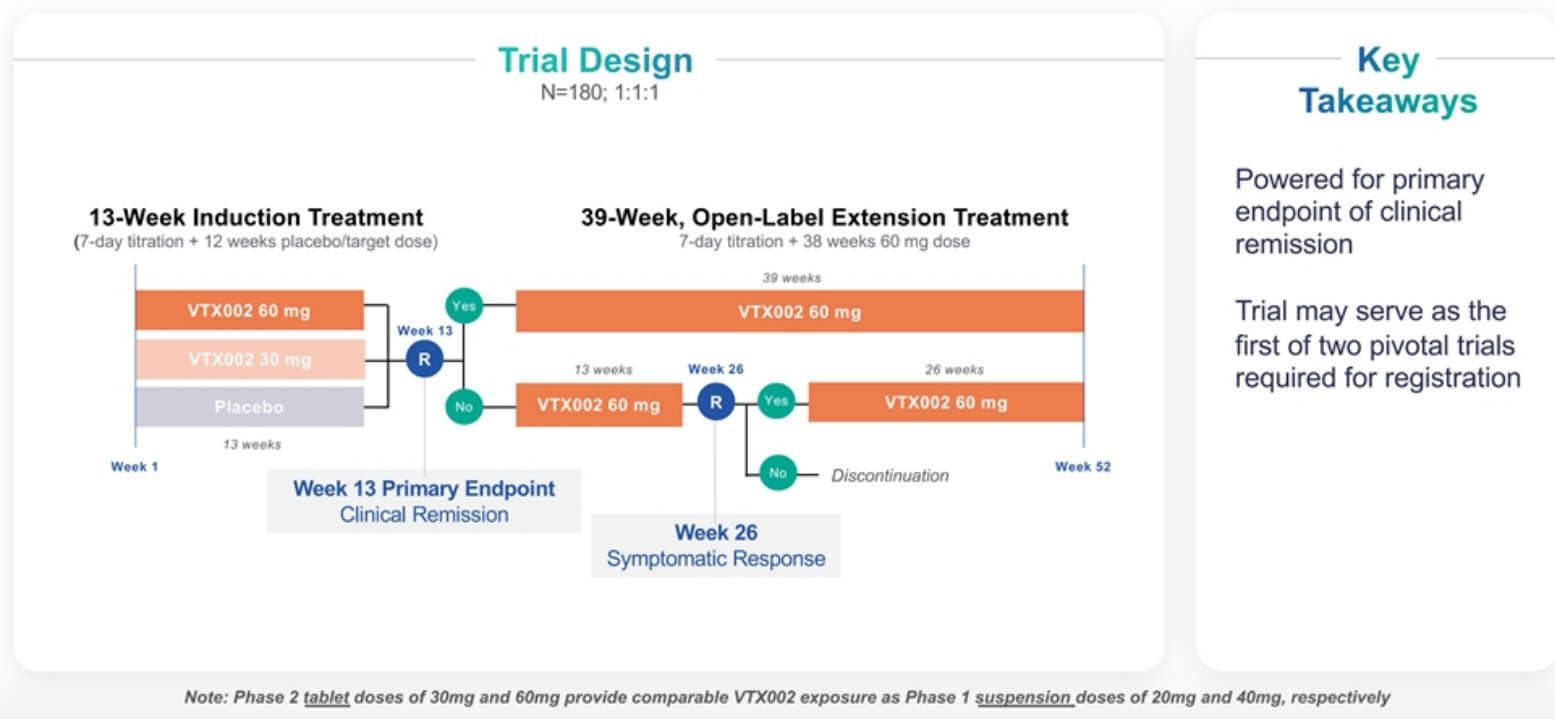 Trial Design
N=180; 1:1:1
13-Week Induction Treatment
(7-day titration + 12 weeks placebo/target dose)
39-Week, Open-Label Extension Treatment
7-day titration + 38 weeks 60 mg dose
VTX002 60 mg
VTX002 30 mg
Placebo
13 weeks
Week 1
Week 13
R
Yes
No
39 weeks
VTX002 60 mg
13 weeks
VTX002 60 mg
Week 26
R
Yes
No
26 weeks
VTX002 60 mg
Discontinuation
Week 52
Week 13 Primary Endpoint
Clinical Remission
Week 26
Symptomatic Response
Key
Takeaways
Powered for primary
endpoint of clinical
remission
Trial may serve as the
first of two pivotal trials
required for registration
Note: Phase 2 tablet doses of 30mg and 60mg provide comparable VTX002 exposure as Phase 1 suspension doses of 20mg and 40mg, respectively